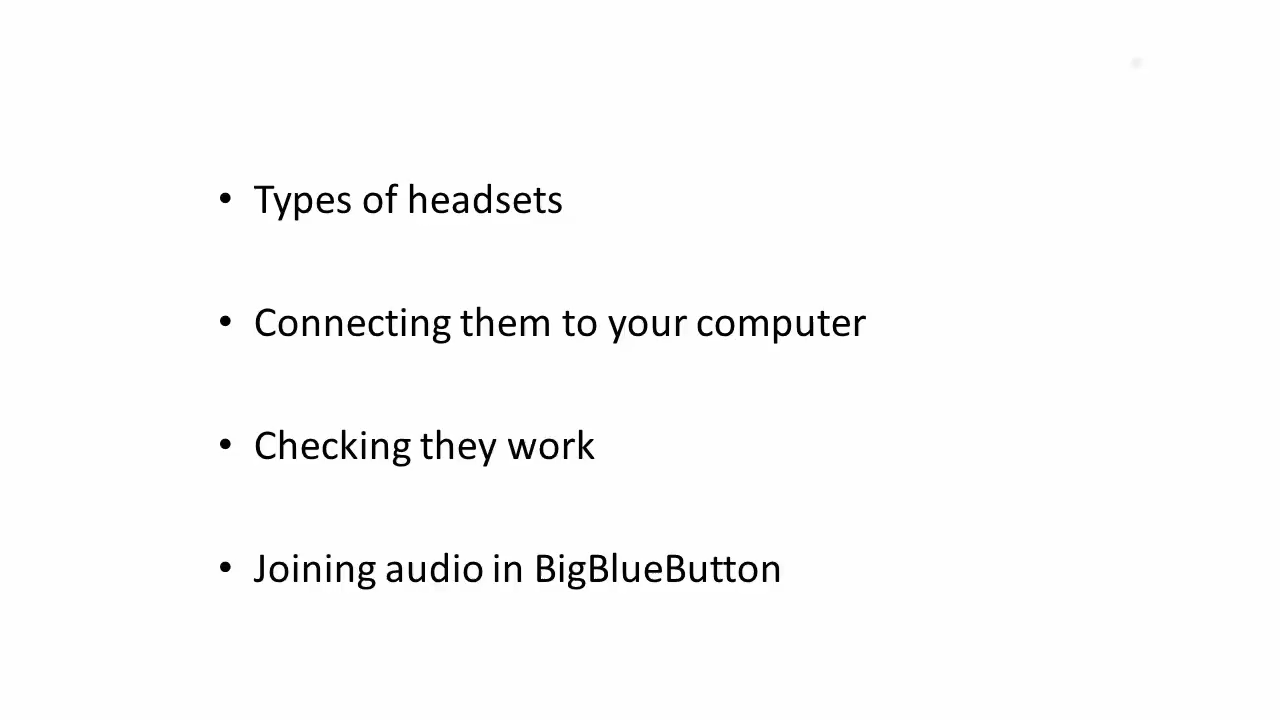 • Types of headsets
• Connecting them to your computer
• Checking they work
• Joining audio in BigBlueButton